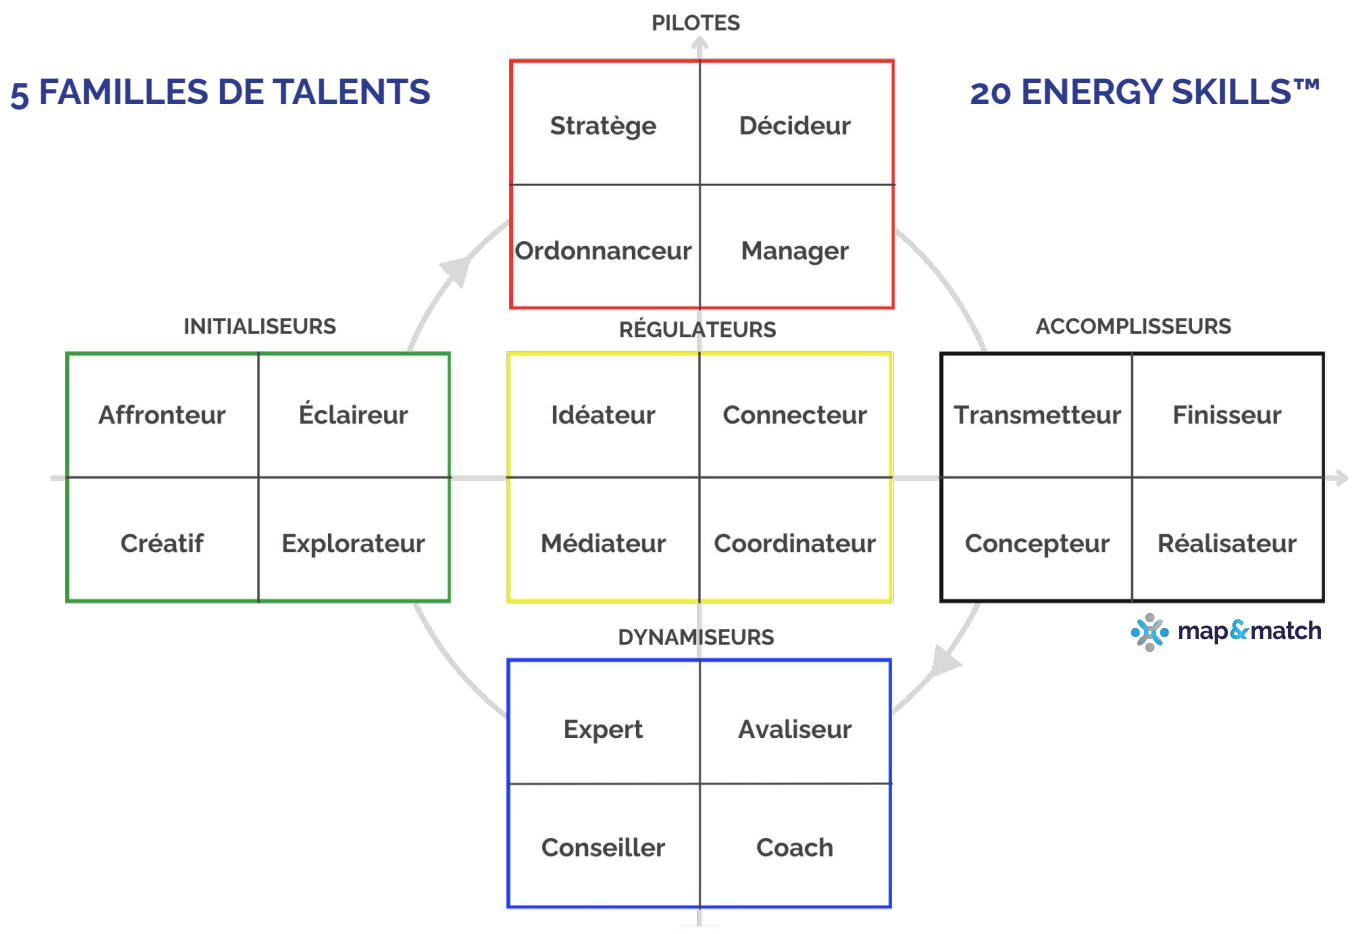 PILOTES
5 FAMILLES DE TALENTS
20 ENERGY SKILLS™
Stratège
Décideur
Ordonnanceur
Manager
INITIALISEURS
RÉGULATEURS
ACCOMPLISSEURS
Affronteur
Éclaireur
Idéateur
Connecteur
Transmetteur
Finisseur
Créatif
Explorateur
Médiateur
Coordinateur
Concepteur
Réalisateur
map&match
DYNAMISEURS
Expert
Avaliseur
Conseiller
Coach